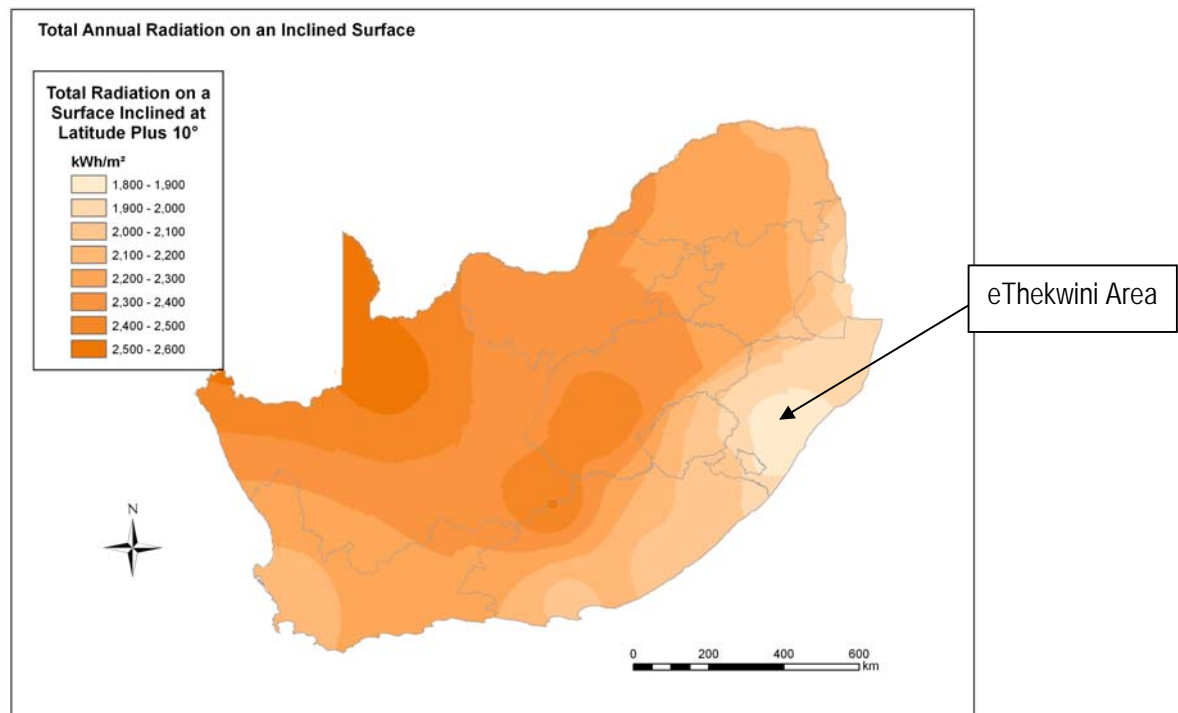 Total Annual Radiation on an Inclined Surface
Total Radiation on a
Surface Inclined at
Latitude Plus 10°
kWh/m²
1,800 - 1,900
1,900 - 2,000
2,000 - 2,100
2,100 - 2,200
2,200 - 2,300
2,300 - 2,400
2,400 - 2,500
2,500 - 2,600
eThekwini Area
N
0 200 400 600
km